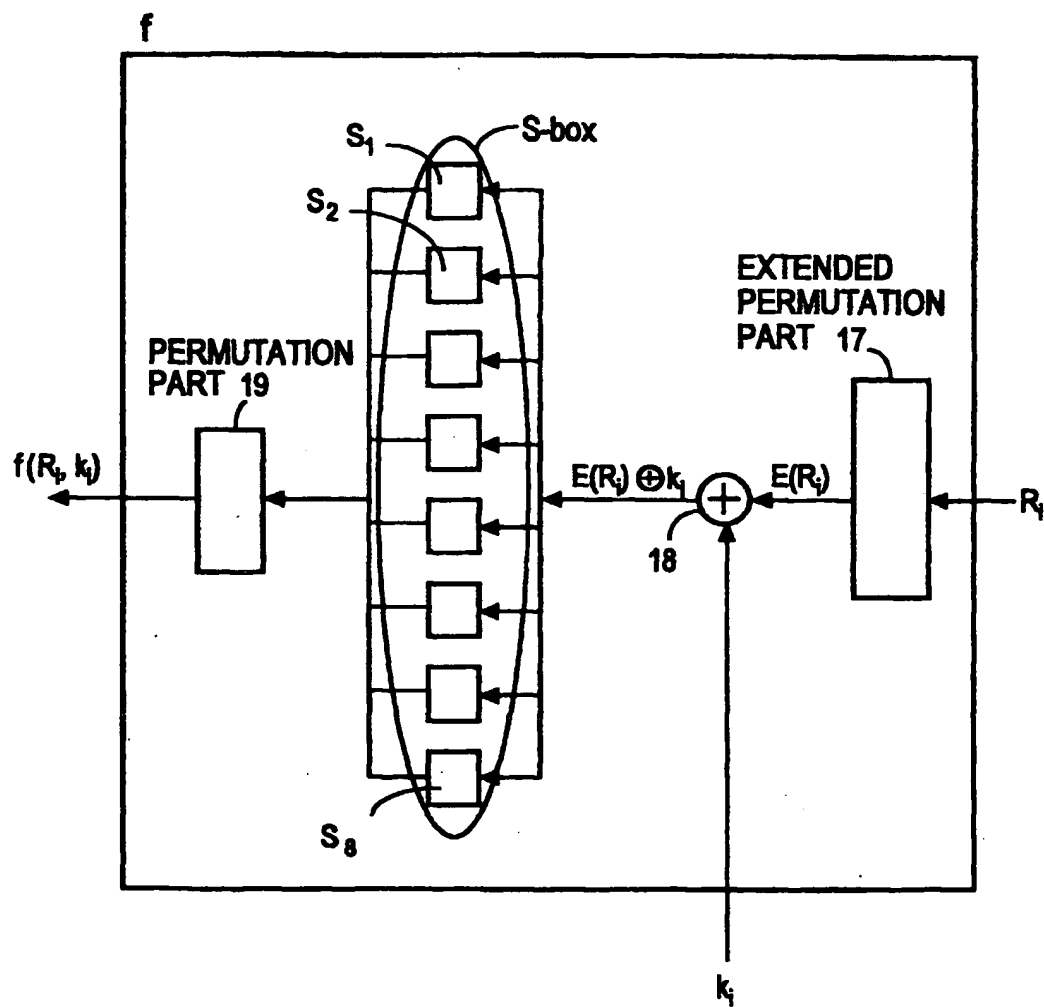 f
S-box
S₁
S₂
EXTENDED
PERMUTATION
PART 17
PERMUTATION
PART 19
f(Rᵢ, kᵢ)
E(Rᵢ) ⊕ kᵢ
E(Rᵢ)
Rᵢ
18
S₈
kᵢ